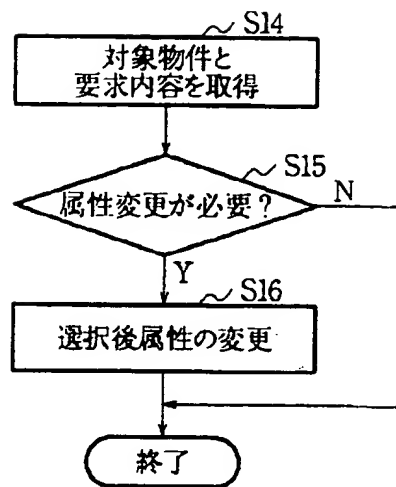 S14
対象物件と
要求内容を取得
S15
属性変更が必要？
N
Y
S16
選択後属性の変更
終了